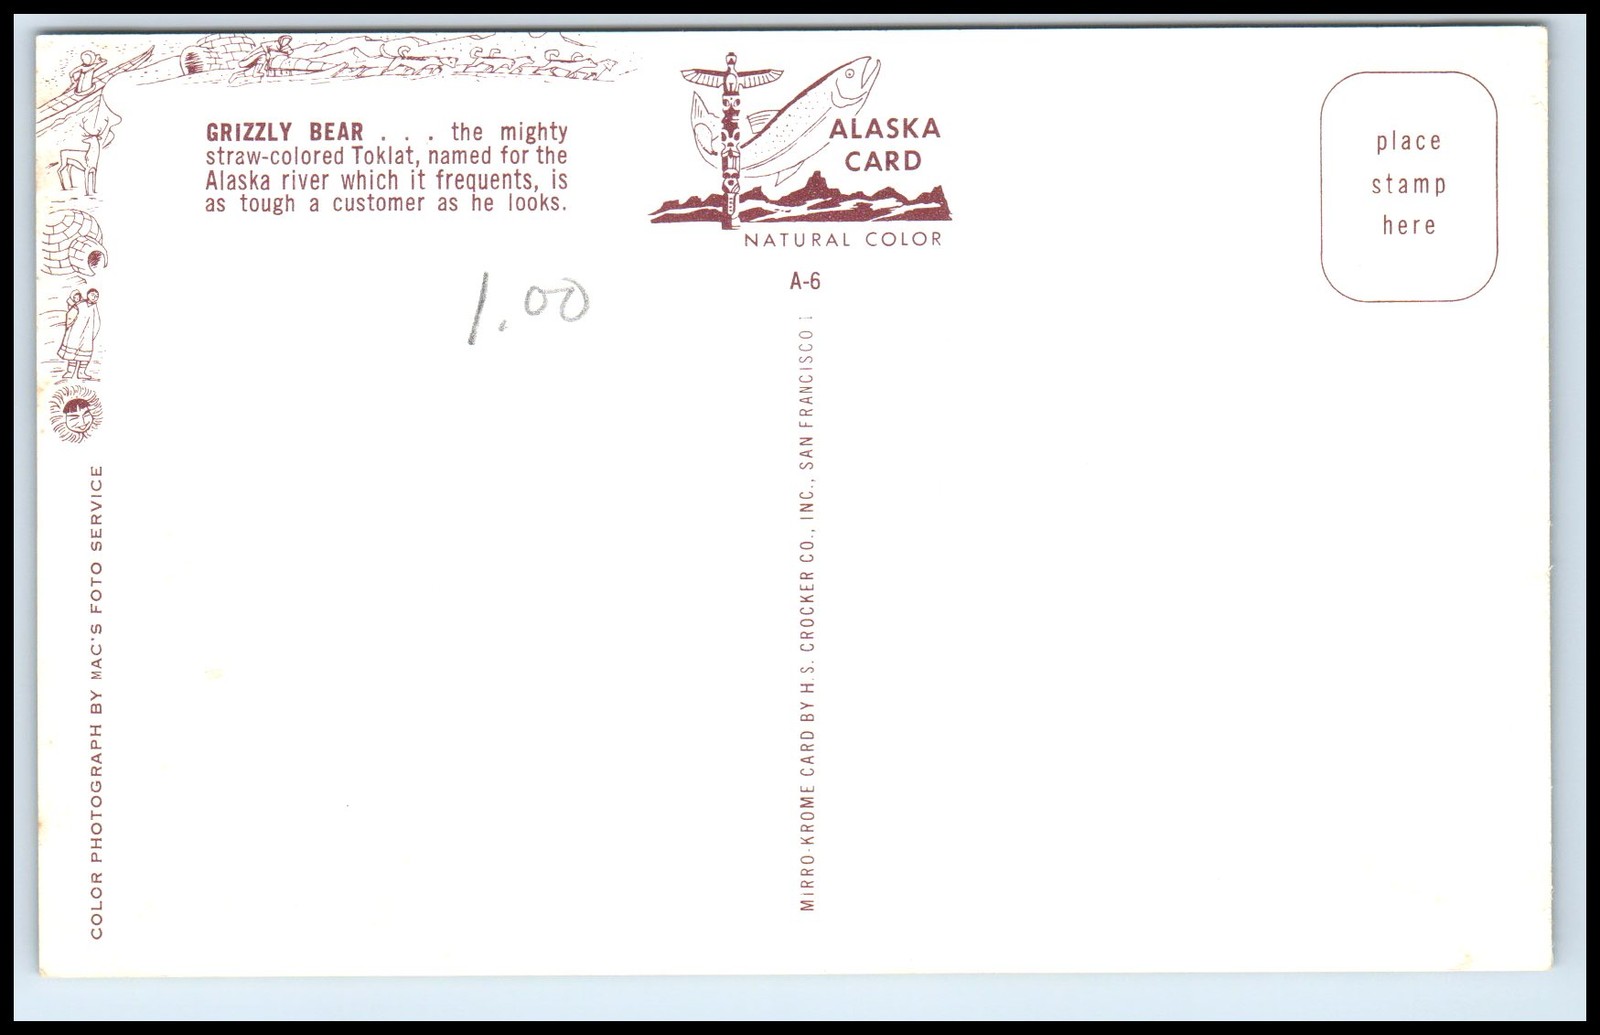 GRIZZLY BEAR . . . the mighty
straw-colored Toklat, named for the
Alaska river which it frequents, is
as tough a customer as he looks.
1.00
COLOR PHOTOGRAPH BY MAC'S FOTO SERVICE
ALASKA
CARD
NATURAL COLOR
A-6
MIRRO-KROME CARD BY H.S. CROCKER CO., INC., SAN FRANCISCO 1
place
stamp
here